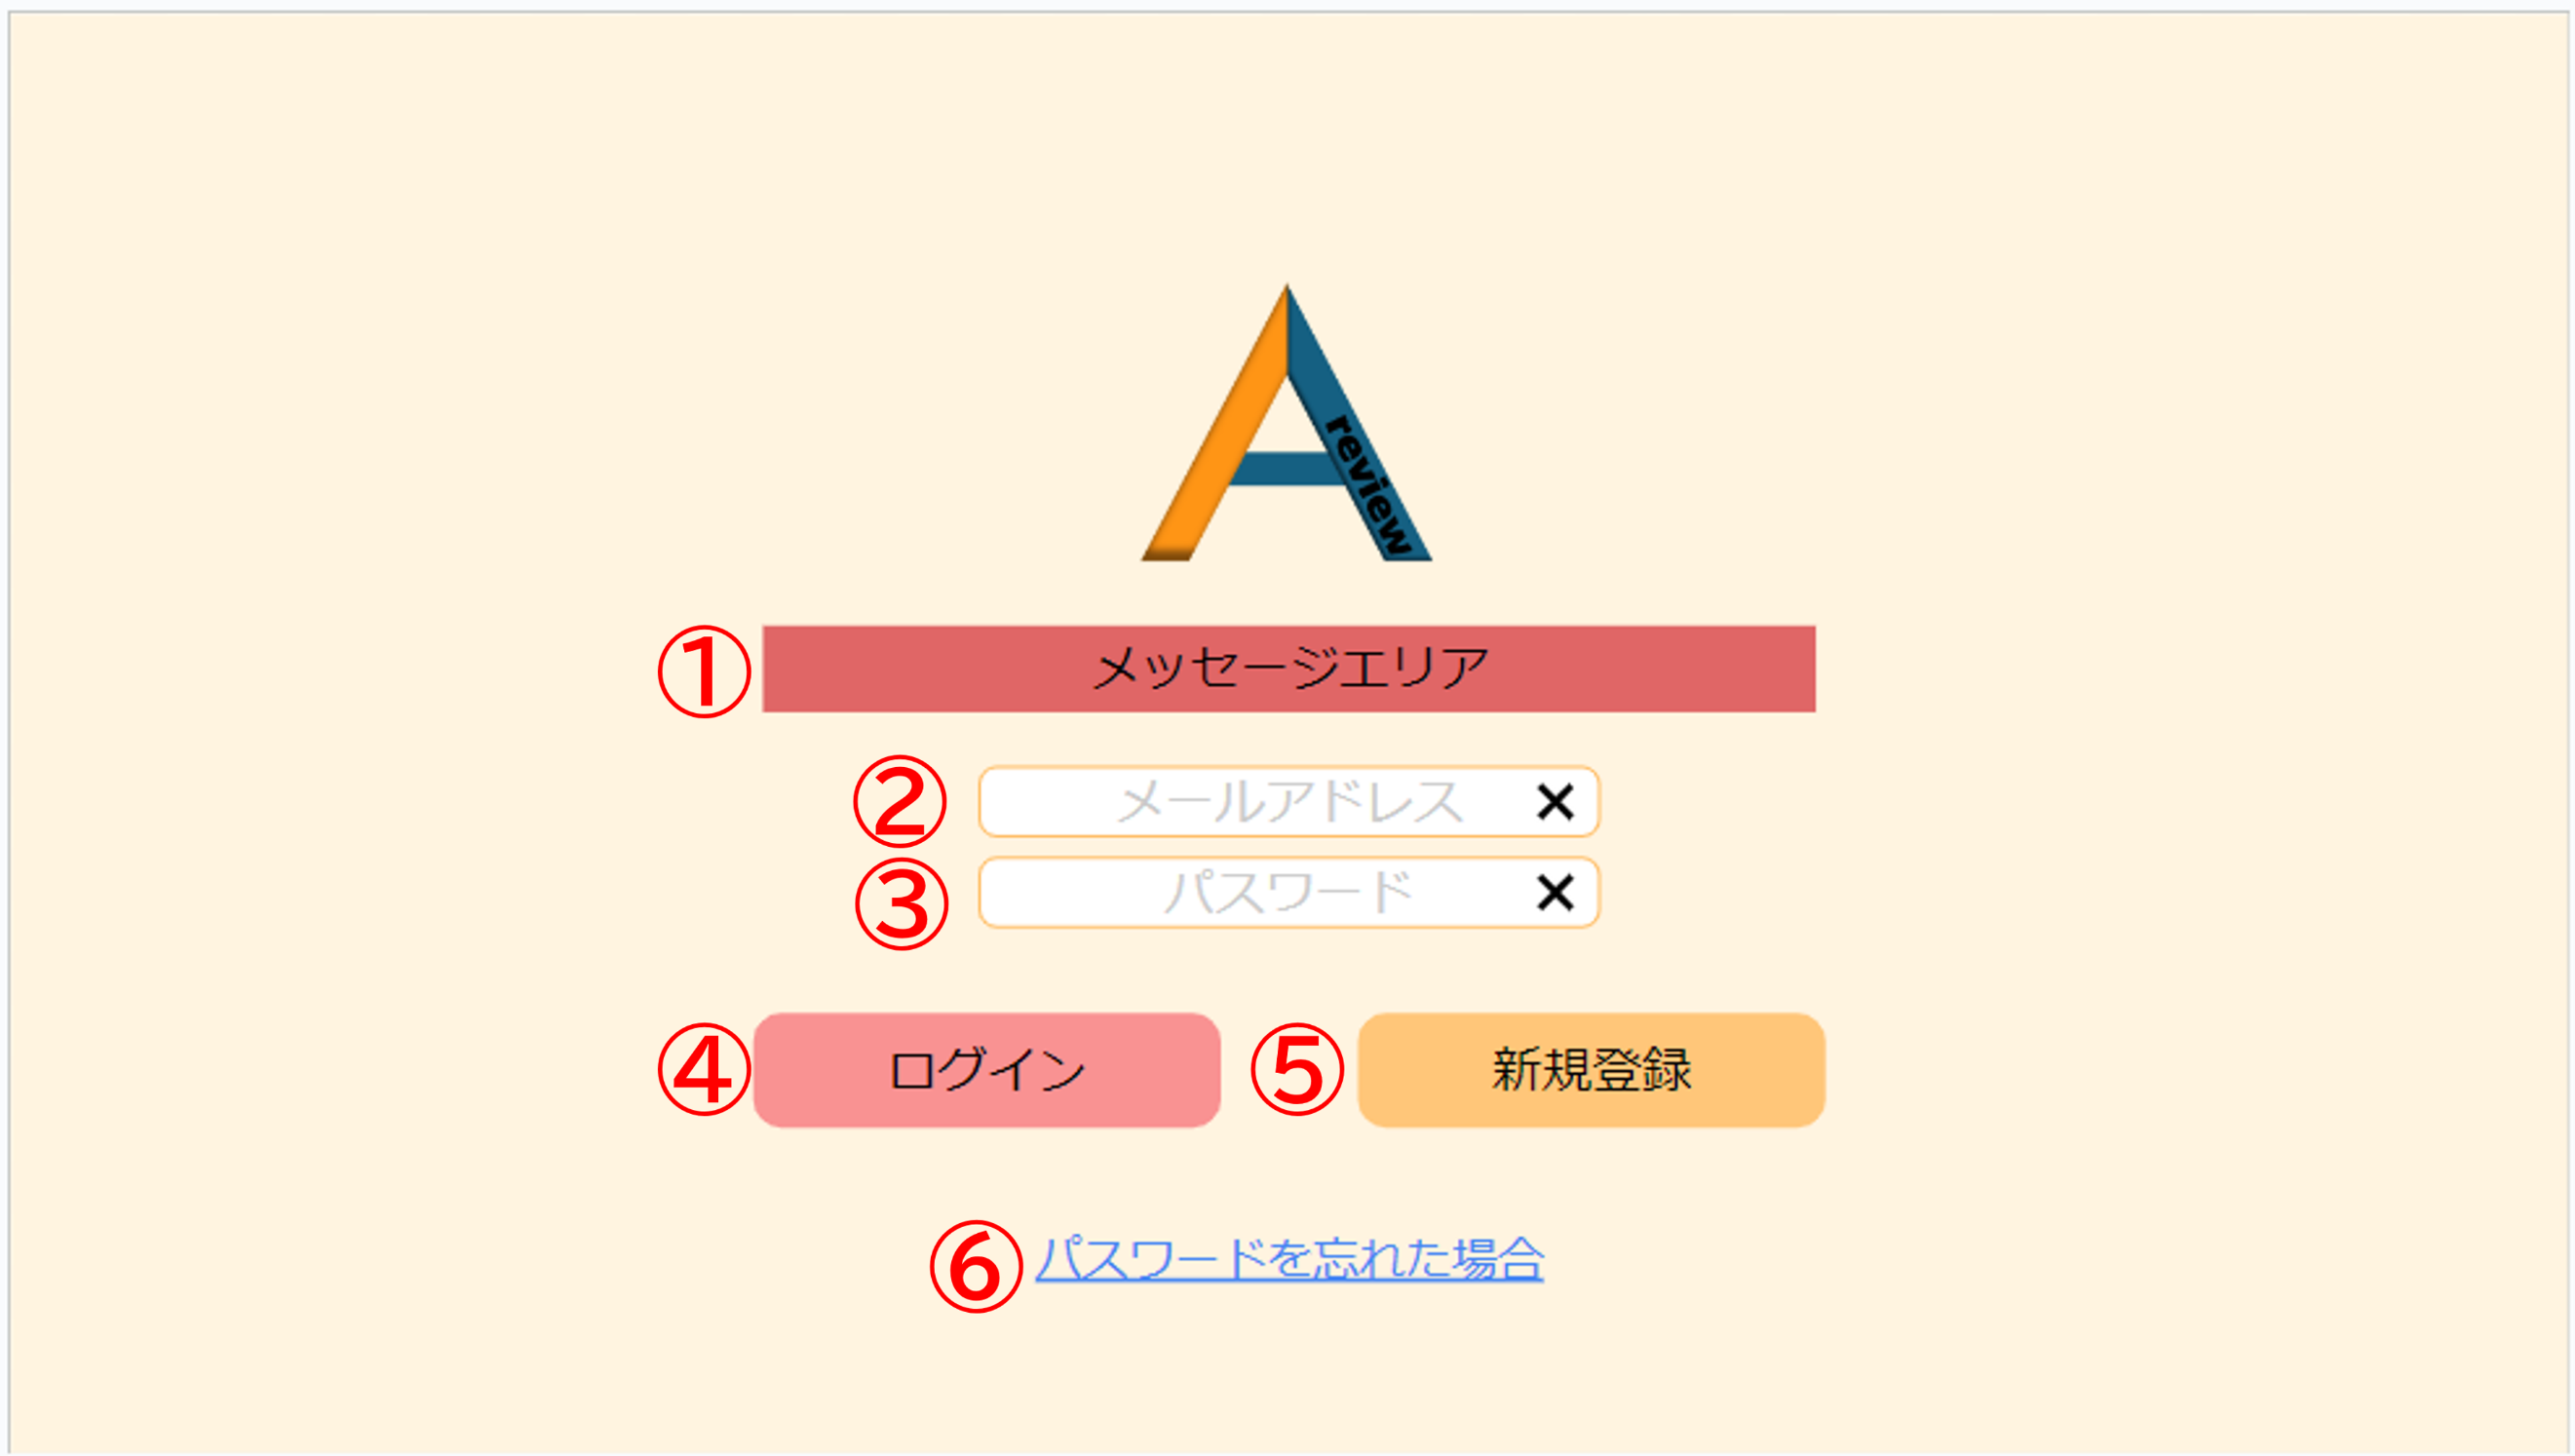 review
① メッセージエリア
② メールアドレス ×
③ パスワード ×
④ ログイン ⑤ 新規登録
⑥ パスワードを忘れた場合